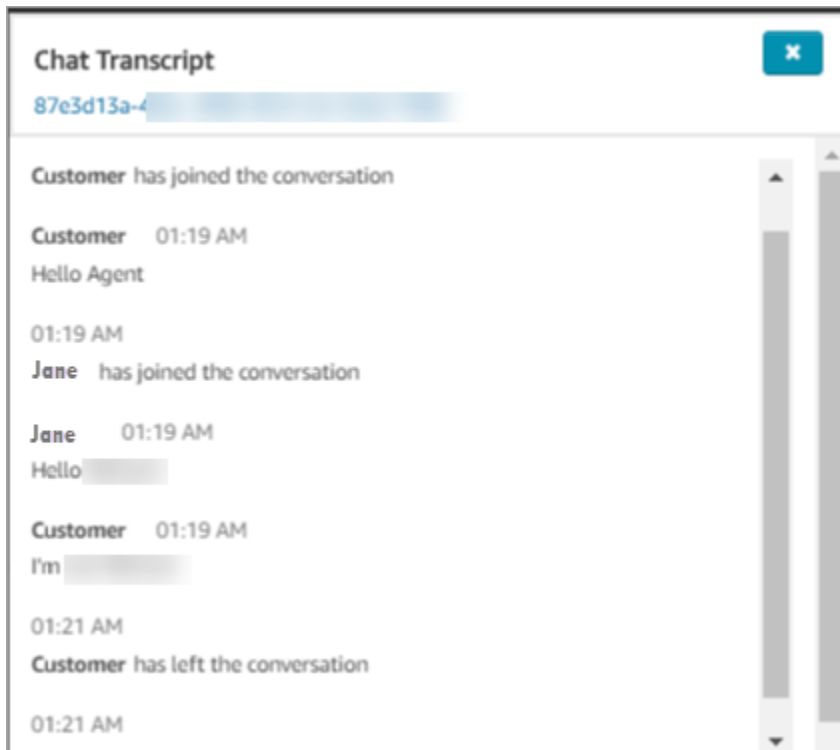 Chat Transcript
87e3d13a-4
Customer has joined the conversation
Customer 01:19 AM
Hello Agent
01:19 AM
Jane has joined the conversation
Jane 01:19 AM
Hello
Customer 01:19 AM
I'm
01:21 AM
Customer has left the conversation
01:21 AM